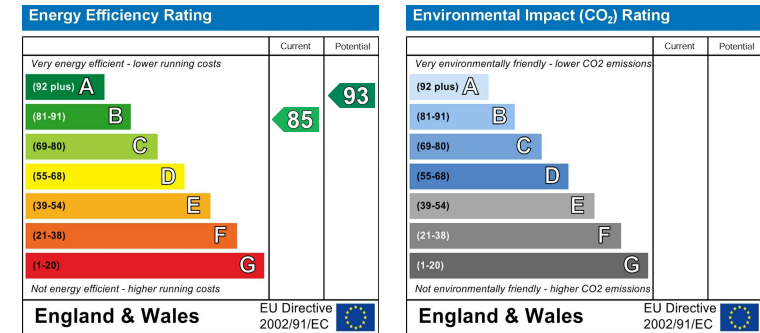 Energy Efficiency Rating
Current Potential
Very energy efficient - lower running costs
(92 plus) A
93
(81-91) B
85
(69-80) C
(55-68) D
(39-54) E
(21-38) F
(1-20) G
Not energy efficient - higher running costs
England & Wales
EU Directive
2002/91/EC
Environmental Impact (CO₂) Rating
Current Potential
Very environmentally friendly - lower CO2 emissions
(92 plus) A
(81-91) B
(69-80) C
(55-68) D
(39-54) E
(21-38) F
(1-20) G
Not environmentally friendly - higher CO2 emissions
England & Wales
EU Directive
2002/91/EC